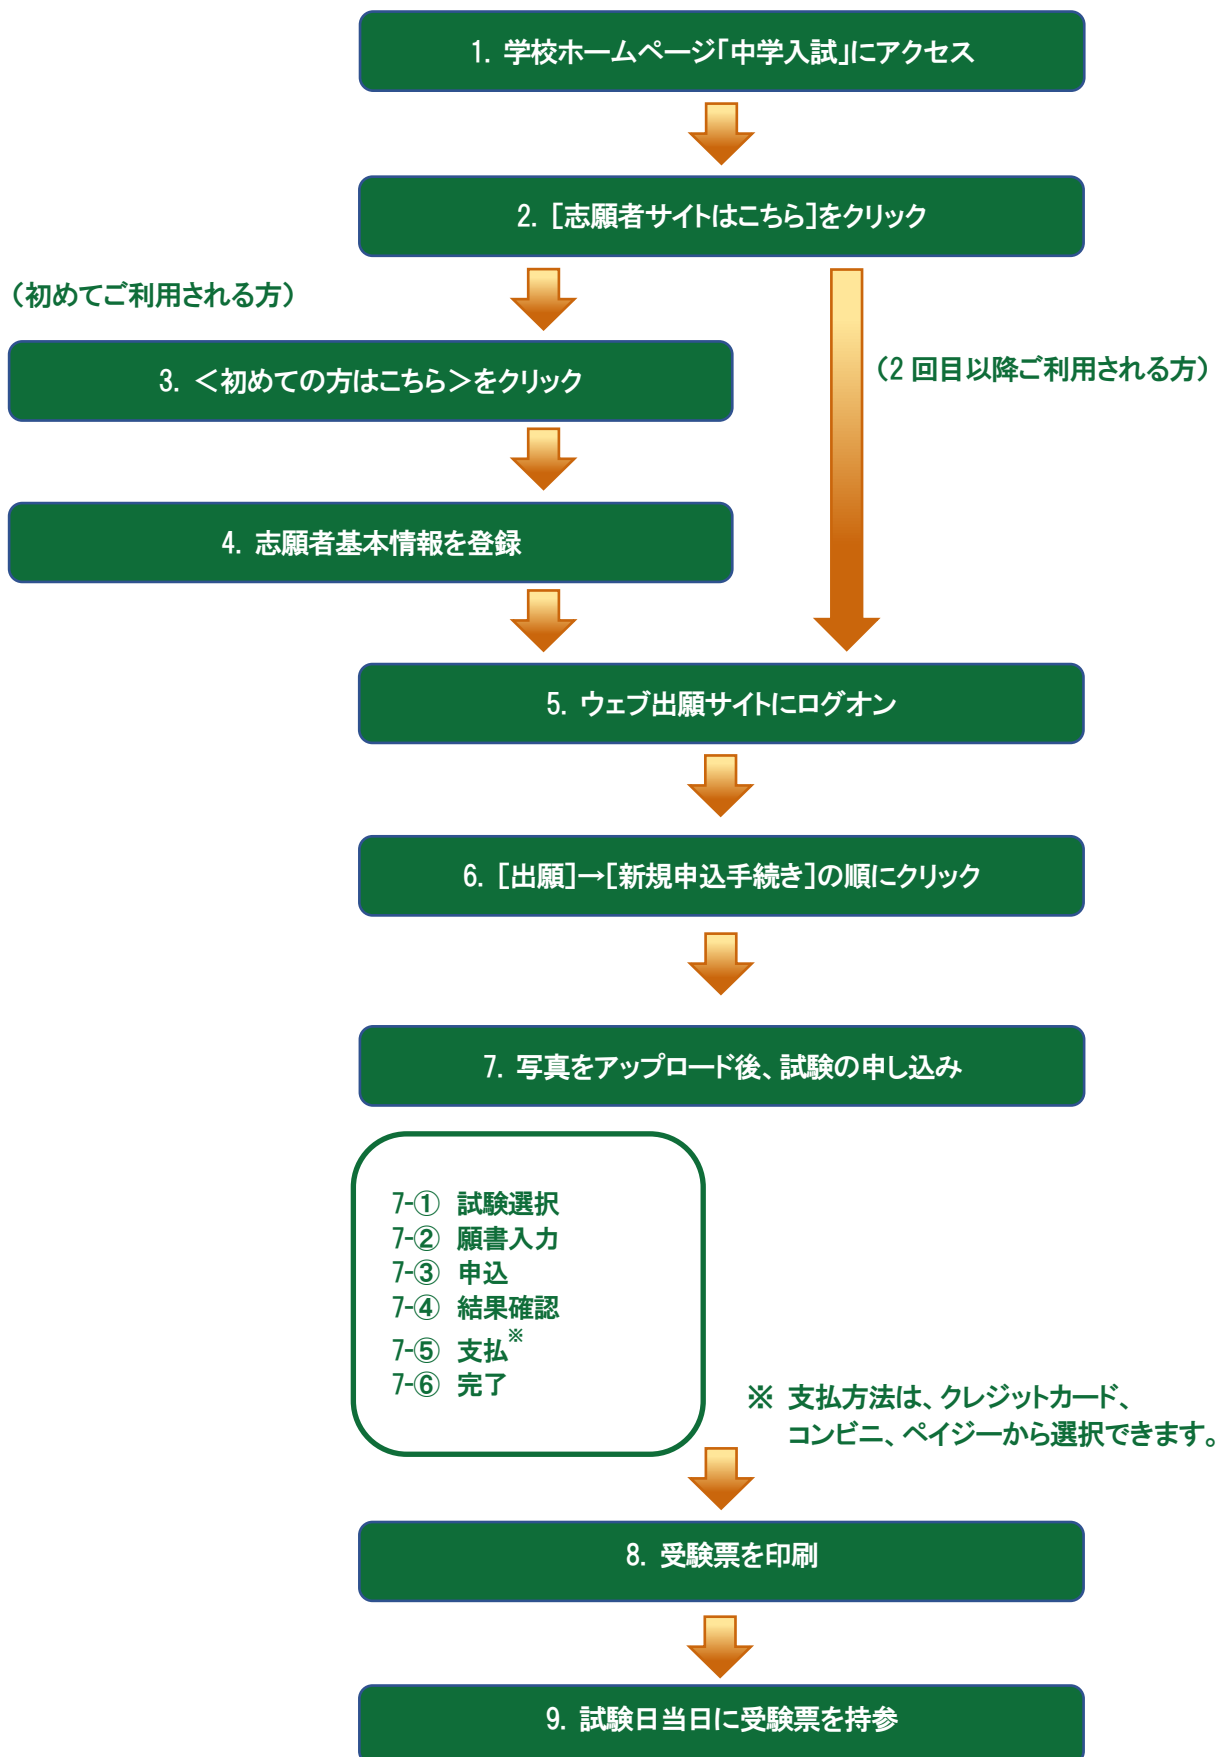 1. 学校ホームページ「中学入試」にアクセス
2. [志願者サイトはこちら]をクリック
（初めてご利用される方）
3. ＜初めての方はこちら＞をクリック
（2 回目以降ご利用される方）
4. 志願者基本情報を登録
5. ウェブ出願サイトにログオン
6. [出願]→[新規申込手続き]の順にクリック
7. 写真をアップロード後、試験の申し込み
7-① 試験選択
7-② 願書入力
7-③ 申込
7-④ 結果確認
7-⑤ 支払※
7-⑥ 完了
※ 支払方法は、クレジットカード、
コンビニ、ペイジーから選択できます。
8. 受験票を印刷
9. 試験日当日に受験票を持参